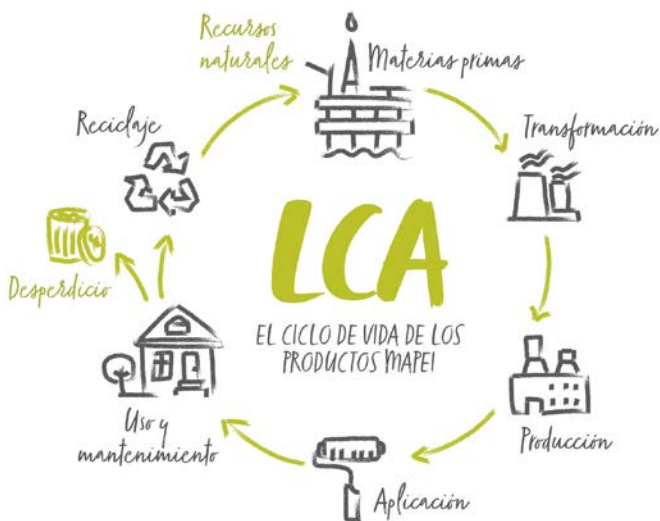 Recursos
naturales
Materias primas
Transformación
Reciclaje
Desperdicio
LCA
EL CICLO DE VIDA DE LOS
PRODUCTOS MAPEI
Uso y
mantenimiento
Producción
Aplicación